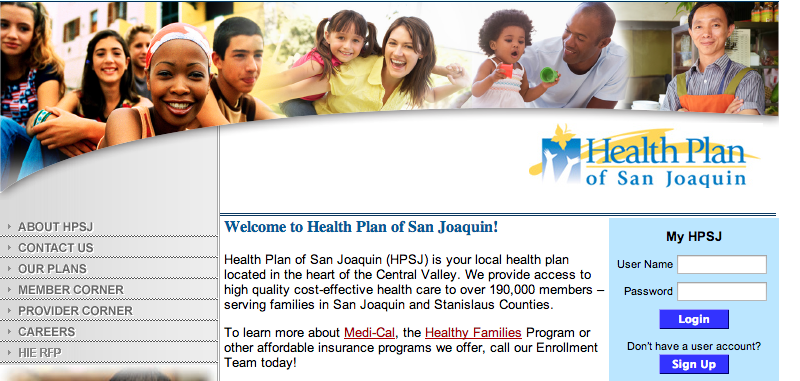 Health Plan
of San Joaquin
ABOUT HPSJ
CONTACT US
OUR PLANS
MEMBER CORNER
PROVIDER CORNER
CAREERS
HIE RFP
Welcome to Health Plan of San Joaquin!
Health Plan of San Joaquin (HPSJ) is your local health plan
located in the heart of the Central Valley. We provide access to
high quality cost-effective health care to over 190,000 members –
serving families in San Joaquin and Stanislaus Counties.
To learn more about Medi-Cal, the Healthy Families Program or
other affordable insurance programs we offer, call our Enrollment
Team today!
My HPSJ
User Name
Password
Login
Don't have a user account?
Sign Up